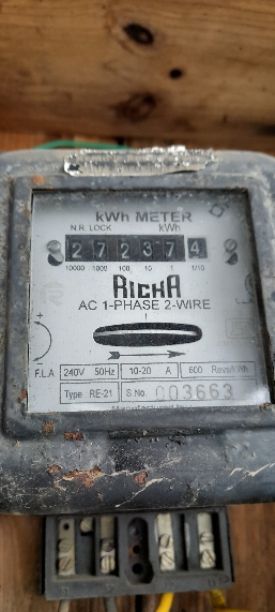 kWh METER
N.R. LOCK kWh
2 7 2 3 7 4
10000 1000 100 10 1 1/10
RICHA
AC 1-PHASE 2-WIRE
F.L.A 240V 50Hz 10-20 A 600 Revs/kWh
Type RE-21 S No. 003663